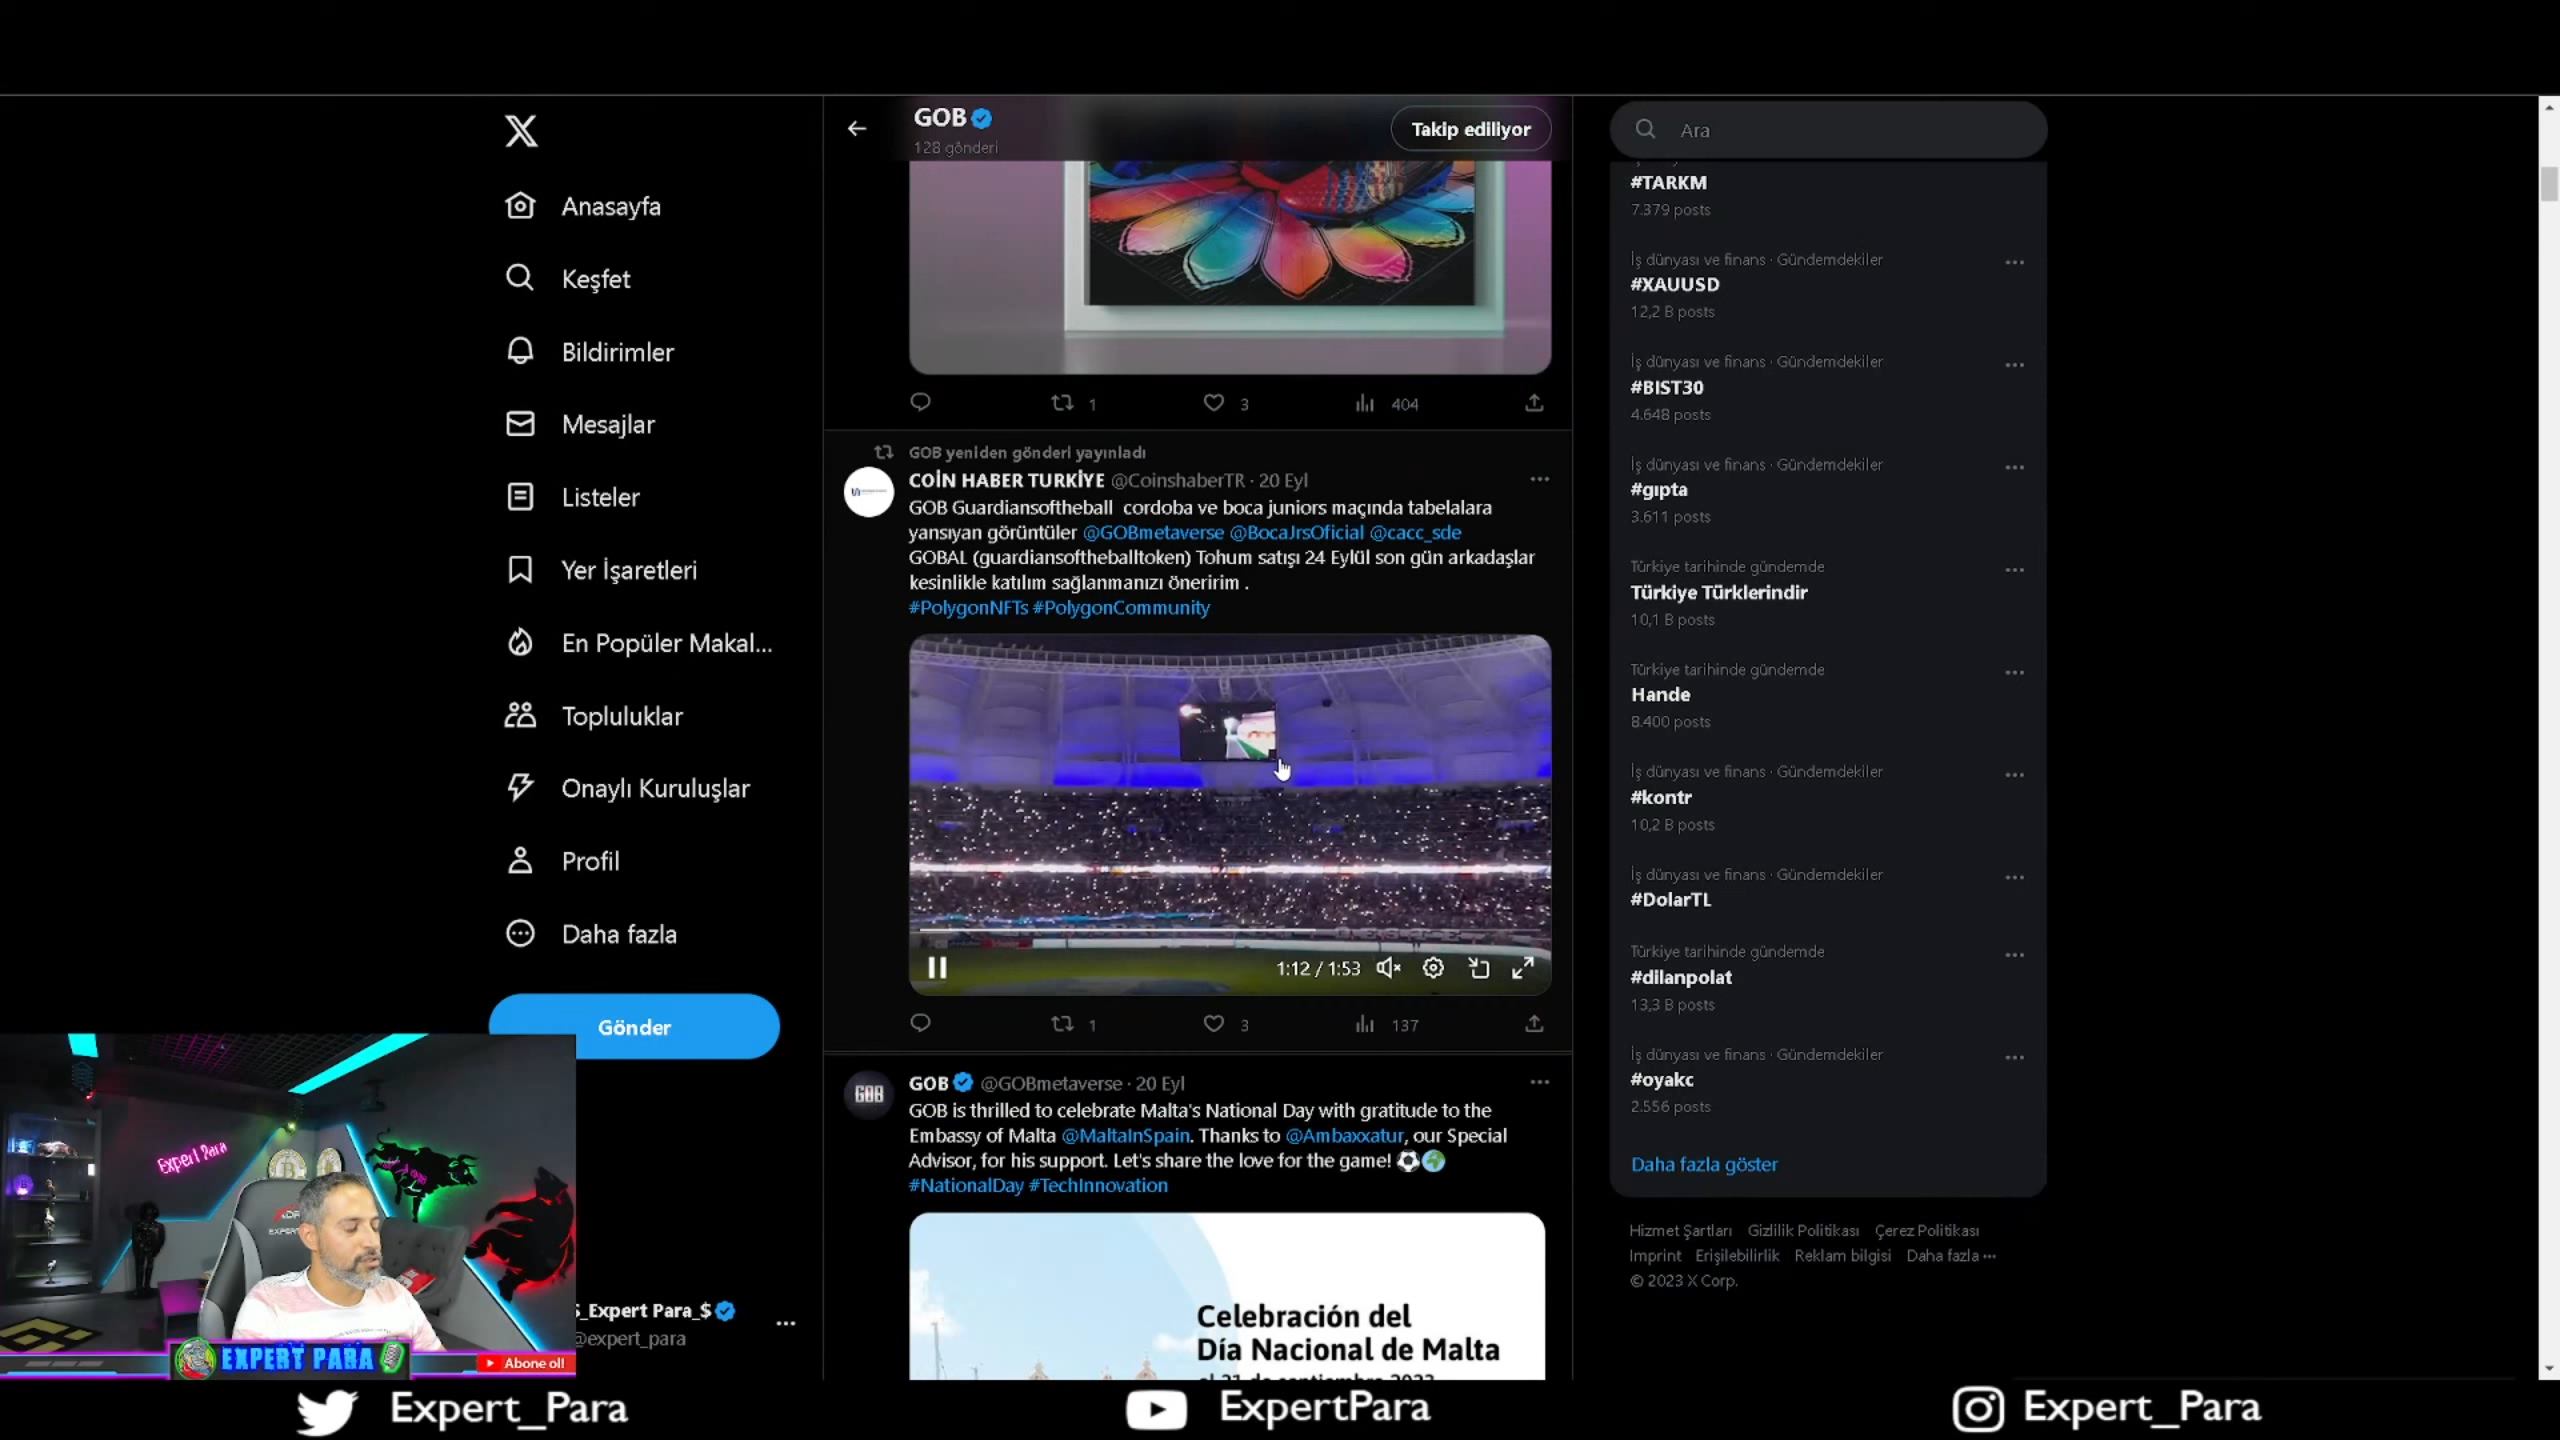 GOB
128 gönderi
Takip ediliyor
Ara
Anasayfa
Keşfet
Bildirimler
Mesajlar
Listeler
Yer İşaretleri
En Popüler Makal...
Topluluklar
Onaylı Kuruluşlar
Profil
Daha fazla
Gönder
1 3 404
GOB yeniden gönderi yayınladı
COİN HABER TURKİYE @CoinshaberTR · 20 Eyl
GOB Guardiansoftheball cordoba ve boca juniors maçında tabelalara
yansıyan görüntüler @GOBmetaverse @BocaJrsOficial @cacc_sde
GOBAL (guardiansoftheballtoken) Tohum satışı 24 Eylül son gün arkadaşlar
kesinlikle katılım sağlanmanızı öneririm .
#PolygonNFTs #PolygonCommunity
1:12 / 1:53
1 3 137
GOB
GOB @GOBmetaverse · 20 Eyl
GOB is thrilled to celebrate Malta's National Day with gratitude to the
Embassy of Malta @MaltaInSpain. Thanks to @Ambaxxatur, our Special
Advisor, for his support. Let's share the love for the game! ⚽🌍
#NationalDay #TechInnovation
Celebración del
Día Nacional de Malta
#TARKM
7.379 posts
İş dünyası ve finans · Gündemdekiler
#XAUUSD
12,2 B posts
İş dünyası ve finans · Gündemdekiler
#BIST30
4.648 posts
İş dünyası ve finans · Gündemdekiler
#gıpta
3.611 posts
Türkiye tarihinde gündemde
Türkiye Türklerindir
10,1 B posts
Türkiye tarihinde gündemde
Hande
8.400 posts
İş dünyası ve finans · Gündemdekiler
#kontr
10,2 B posts
İş dünyası ve finans · Gündemdekiler
#DolarTL
Türkiye tarihinde gündemde
#dilanpolat
13,3 B posts
İş dünyası ve finans · Gündemdekiler
#oyakc
2.556 posts
Daha fazla göster
Hizmet Şartları Gizlilik Politikası Çerez Politikası
Imprint Erişilebilirlik Reklam bilgisi Daha fazla ...
© 2023 X Corp.
Expert Para
_Expert Para_$
@expert_para
EXPERT PARA
Abone ol!
Expert_Para
ExpertPara
Expert_Para